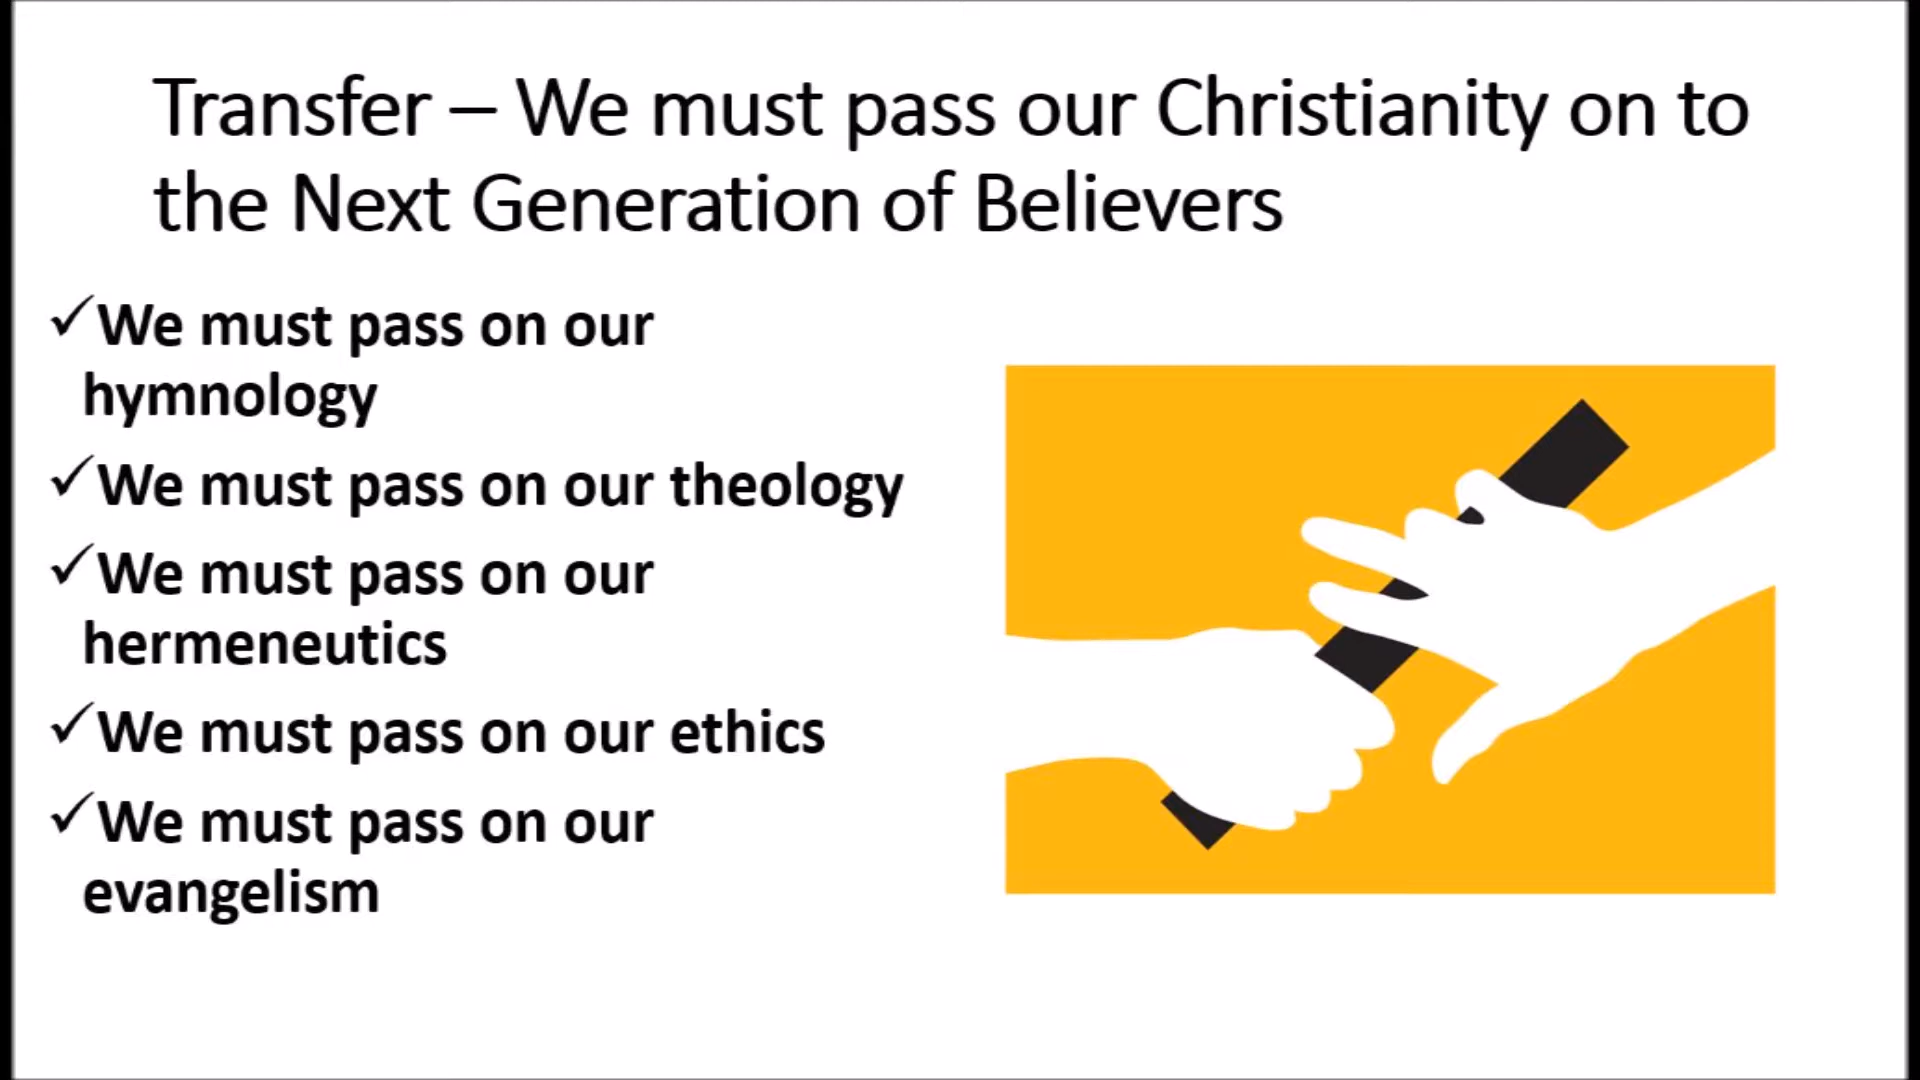 Transfer – We must pass our Christianity on to
the Next Generation of Believers
✓We must pass on our
hymnology
✓We must pass on our theology
✓We must pass on our
hermeneutics
✓We must pass on our ethics
✓We must pass on our
evangelism